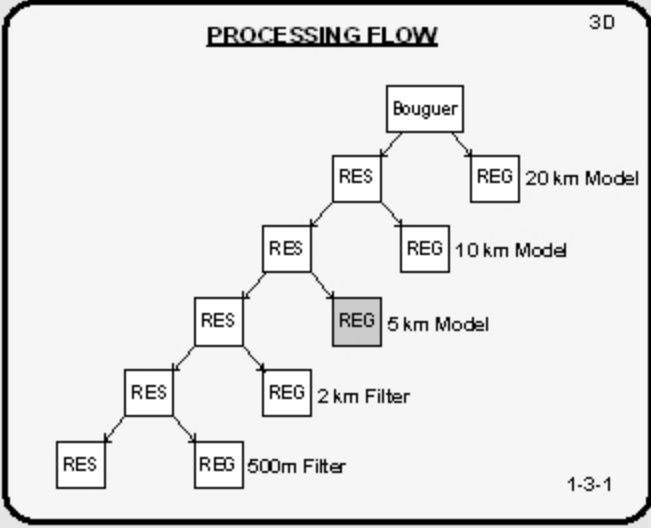 3D
PROCESSING FLOW
Bouguer
RES
REG 20 km Model
RES
REG 10 km Model
RES
REG 5 km Model
RES
REG 2 km Filter
RES
REG 500m Filter
1-3-1